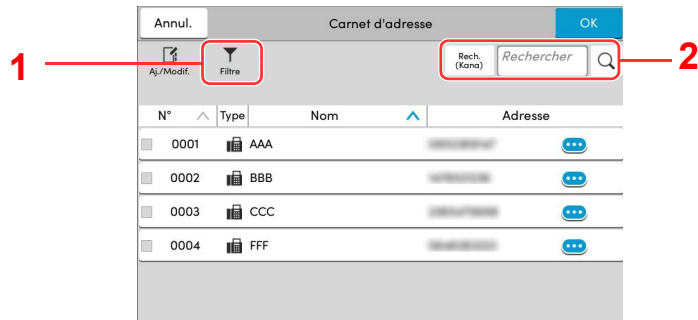 Annul. Carnet d'adresse OK
1 Aj./Modif. Filtre Rech. (Kana) Rechercher 2
N° Type Nom Adresse
0001 AAA
0002 BBB
0003 CCC
0004 FFF